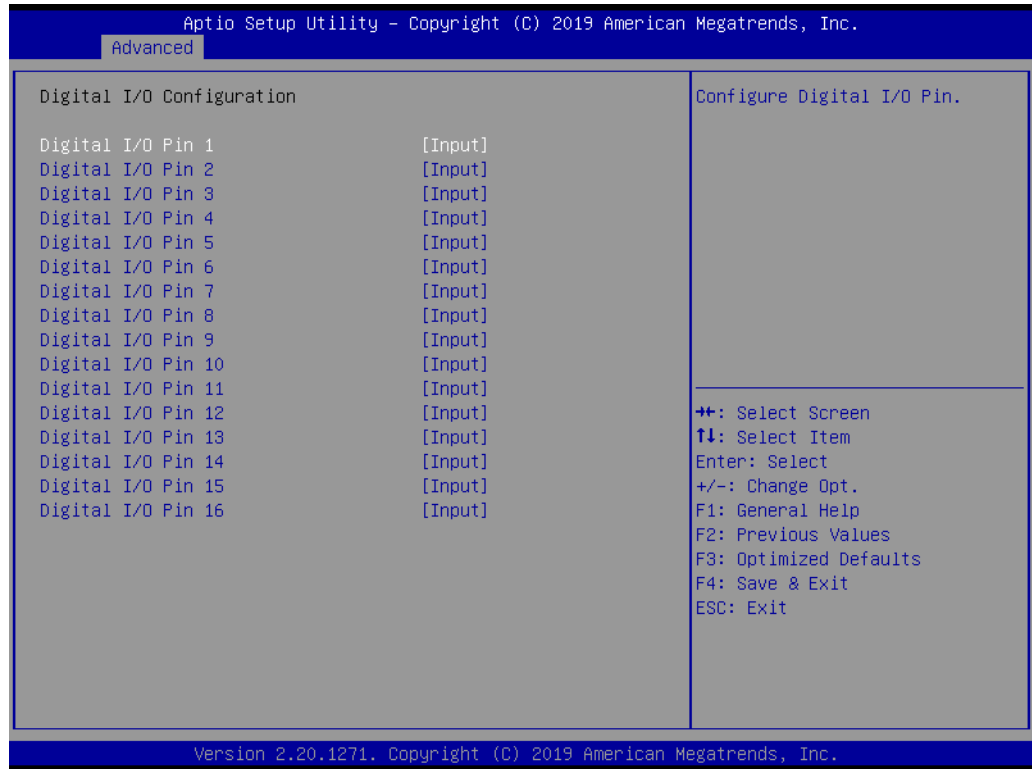 Aptio Setup Utility – Copyright (C) 2019 American Megatrends, Inc.
Advanced
Digital I/O Configuration
Digital I/O Pin 1 [Input]
Digital I/O Pin 2 [Input]
Digital I/O Pin 3 [Input]
Digital I/O Pin 4 [Input]
Digital I/O Pin 5 [Input]
Digital I/O Pin 6 [Input]
Digital I/O Pin 7 [Input]
Digital I/O Pin 8 [Input]
Digital I/O Pin 9 [Input]
Digital I/O Pin 10 [Input]
Digital I/O Pin 11 [Input]
Digital I/O Pin 12 [Input]
Digital I/O Pin 13 [Input]
Digital I/O Pin 14 [Input]
Digital I/O Pin 15 [Input]
Digital I/O Pin 16 [Input]
Configure Digital I/O Pin.
→←: Select Screen
↑↓: Select Item
Enter: Select
+/-: Change Opt.
F1: General Help
F2: Previous Values
F3: Optimized Defaults
F4: Save & Exit
ESC: Exit
Version 2.20.1271. Copyright (C) 2019 American Megatrends, Inc.